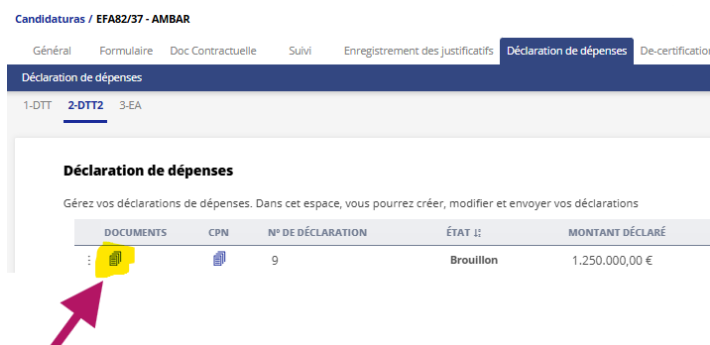 Candidaturas / EFA82/37 - AMBAR
Général Formulaire Doc Contractuelle Suivi Enregistrement des justificatifs Déclaration de dépenses De-certification
Déclaration de dépenses
1-DTT 2-DTT2 3-EA
Déclaration de dépenses
Gérez vos déclarations de dépenses. Dans cet espace, vous pourrez créer, modifier et envoyer vos déclarations
DOCUMENTS CPN Nº DE DÉCLARATION ÉTAT MONTANT DÉCLARÉ
9 Brouillon 1.250.000,00 €